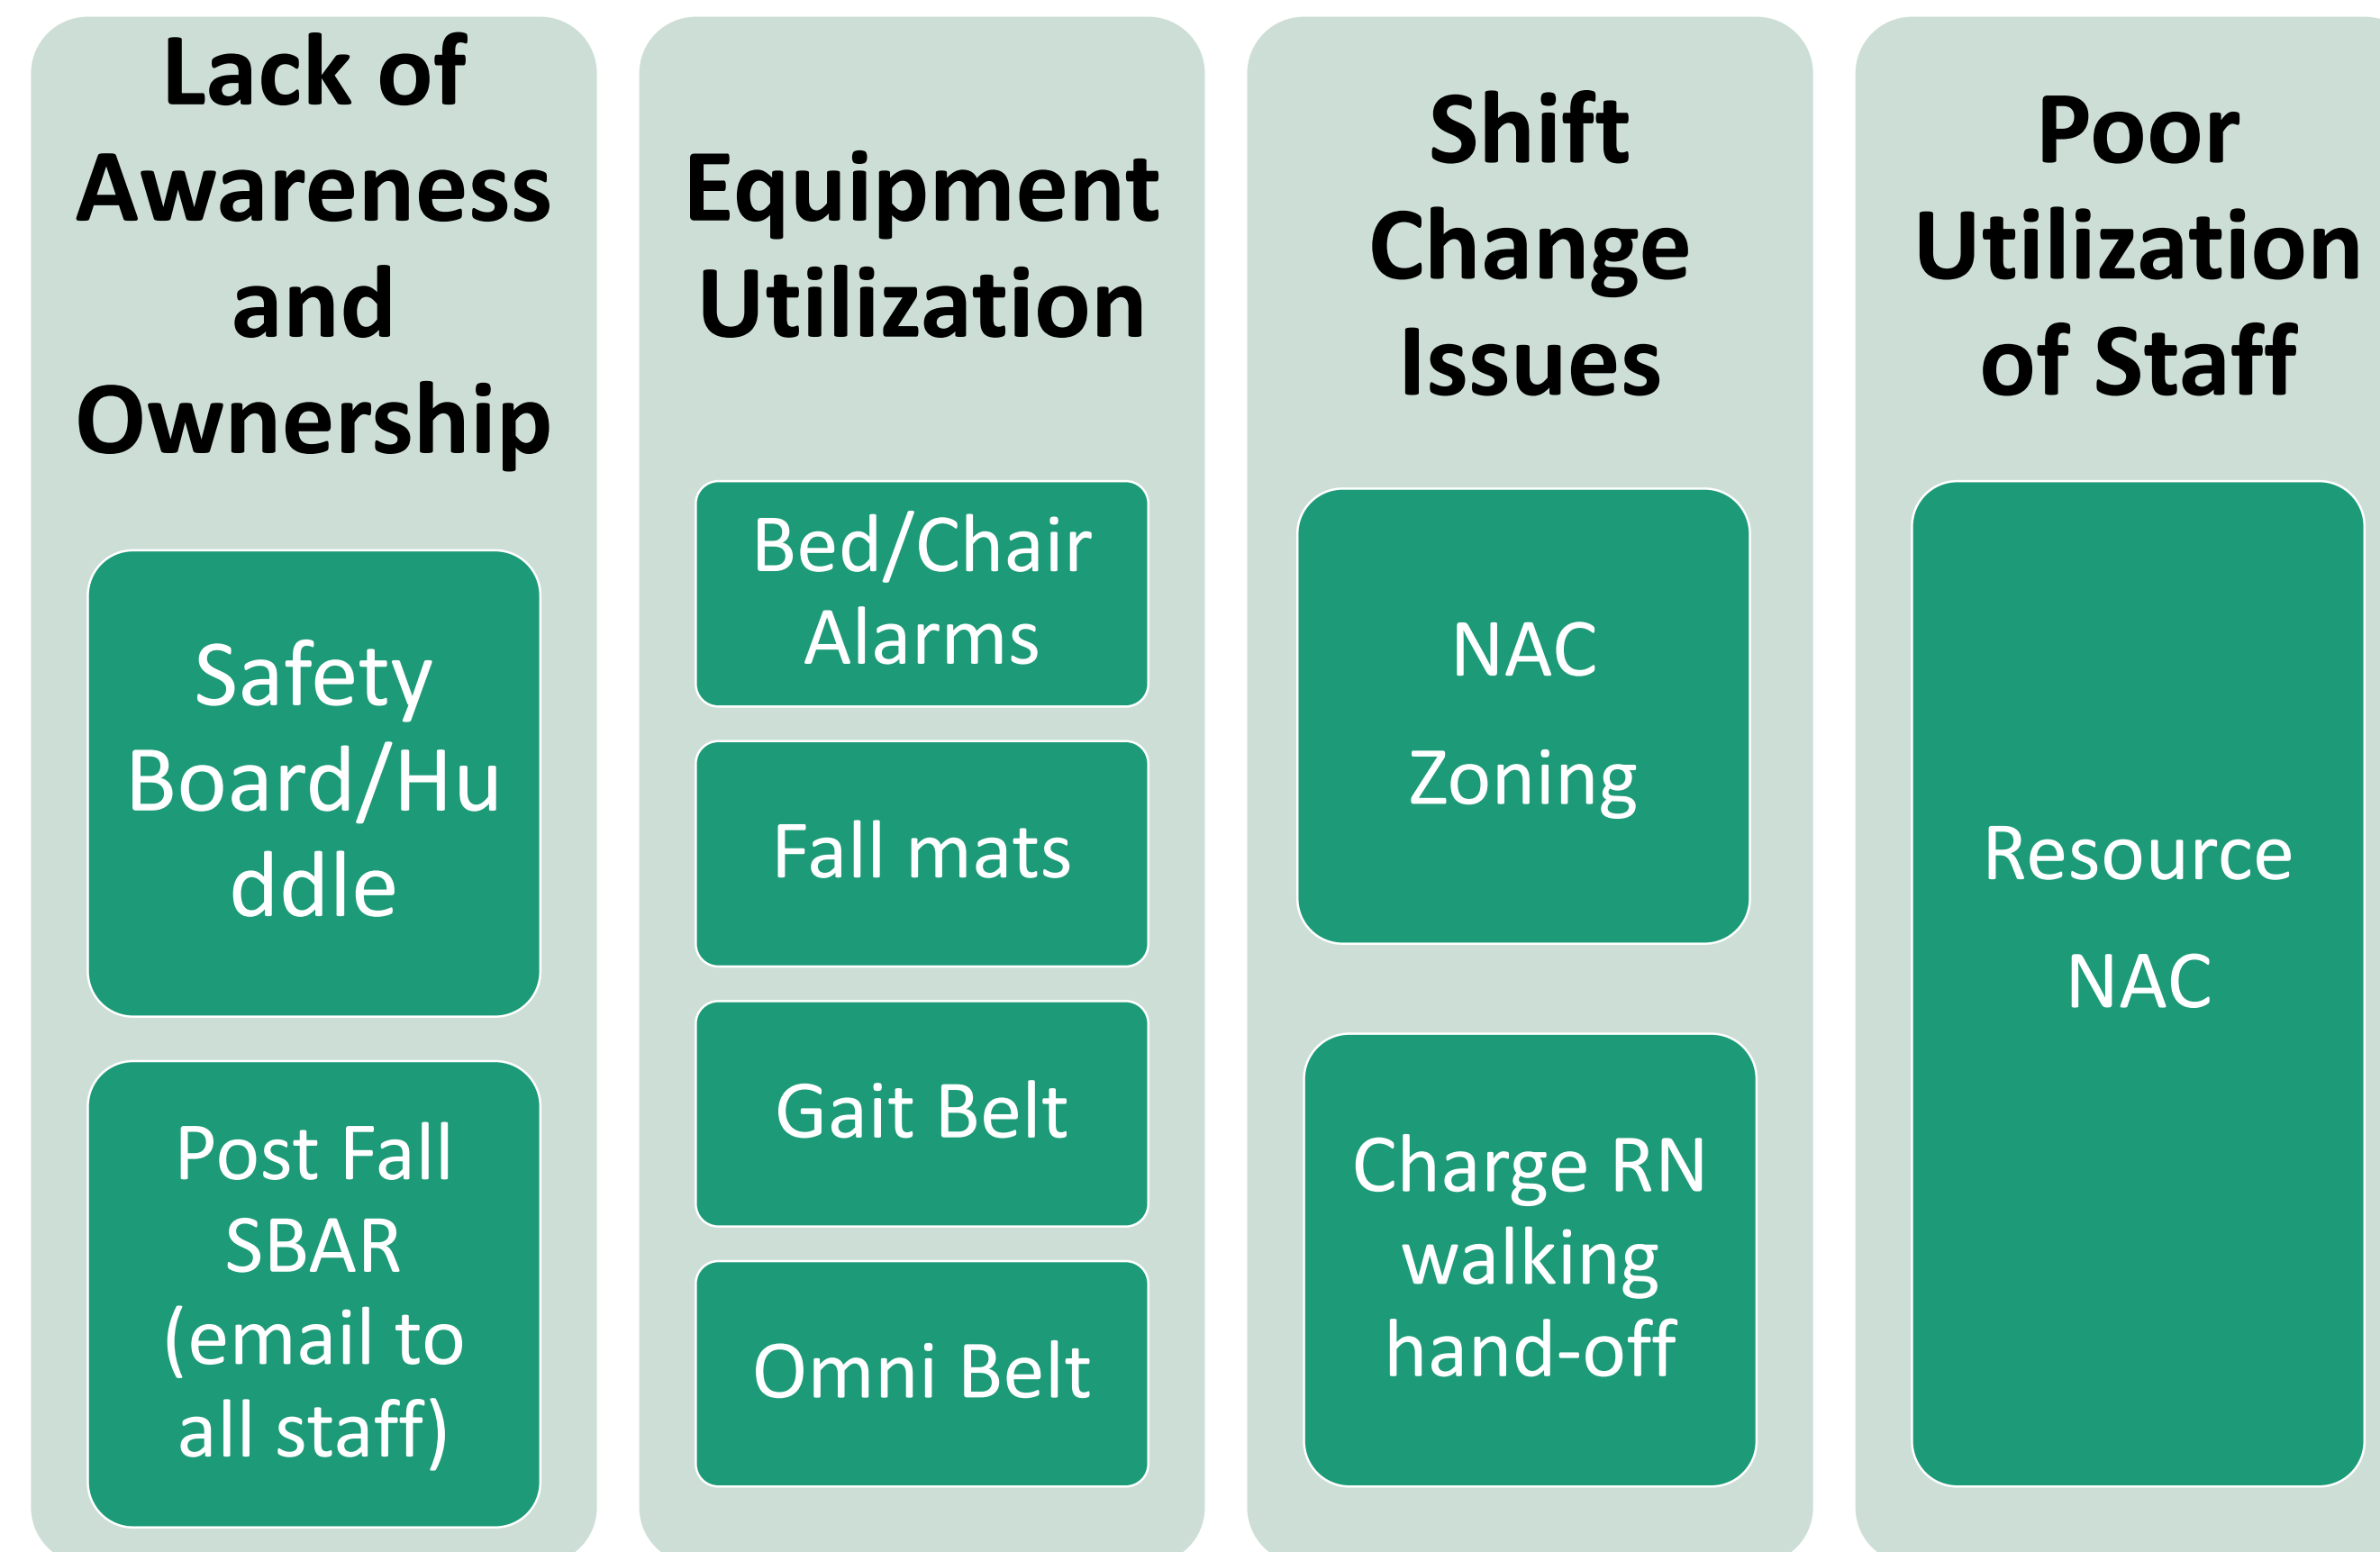 Lack of
Awareness
and
Ownership
Safety
Board/Hu
ddle
Post Fall
SBAR
(email to
all staff)
Equipment
Utilization
Bed/Chair
Alarms
Fall mats
Gait Belt
Omni Belt
Shift
Change
Issues
NAC
Zoning
Charge RN
walking
hand-off
Poor
Utilization
of Staff
Resource
NAC